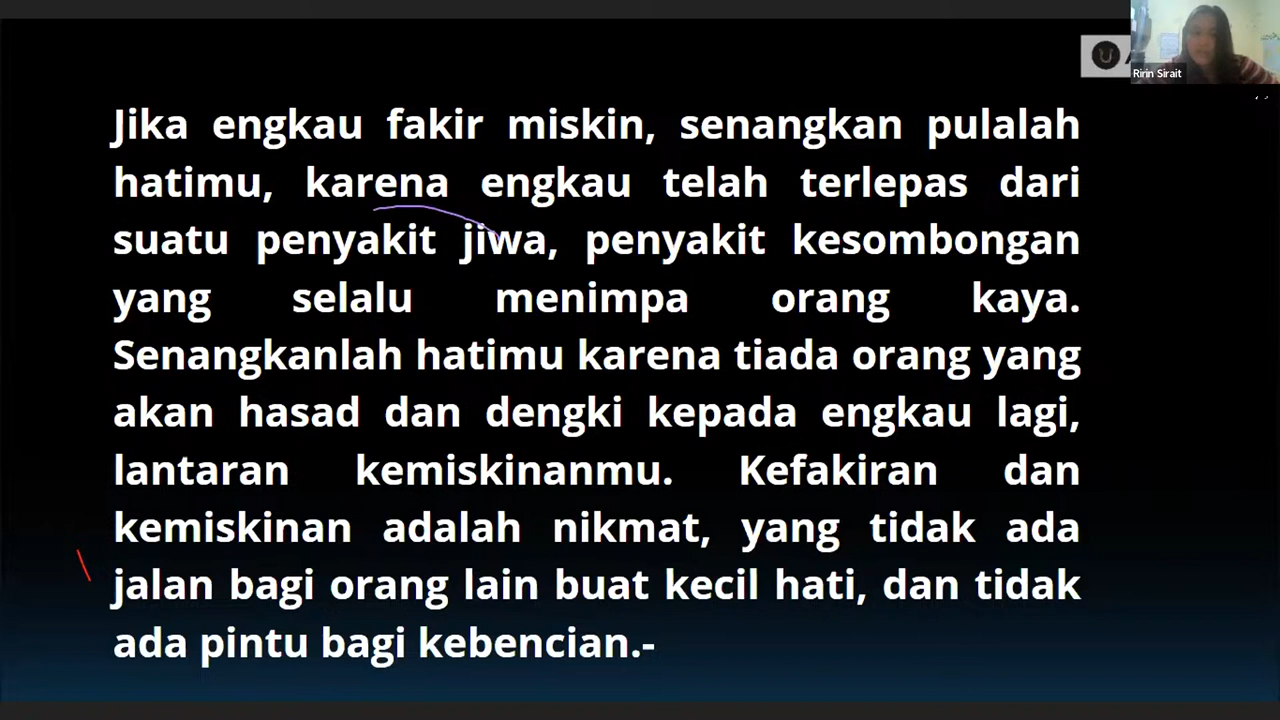 Ririn Sirait
Jika engkau fakir miskin, senangkan pulalah
hatimu, karena engkau telah terlepas dari
suatu penyakit jiwa, penyakit kesombongan
yang selalu menimpa orang kaya.
Senangkanlah hatimu karena tiada orang yang
akan hasad dan dengki kepada engkau lagi,
lantaran kemiskinanmu. Kefakiran dan
kemiskinan adalah nikmat, yang tidak ada
jalan bagi orang lain buat kecil hati, dan tidak
ada pintu bagi kebencian.-